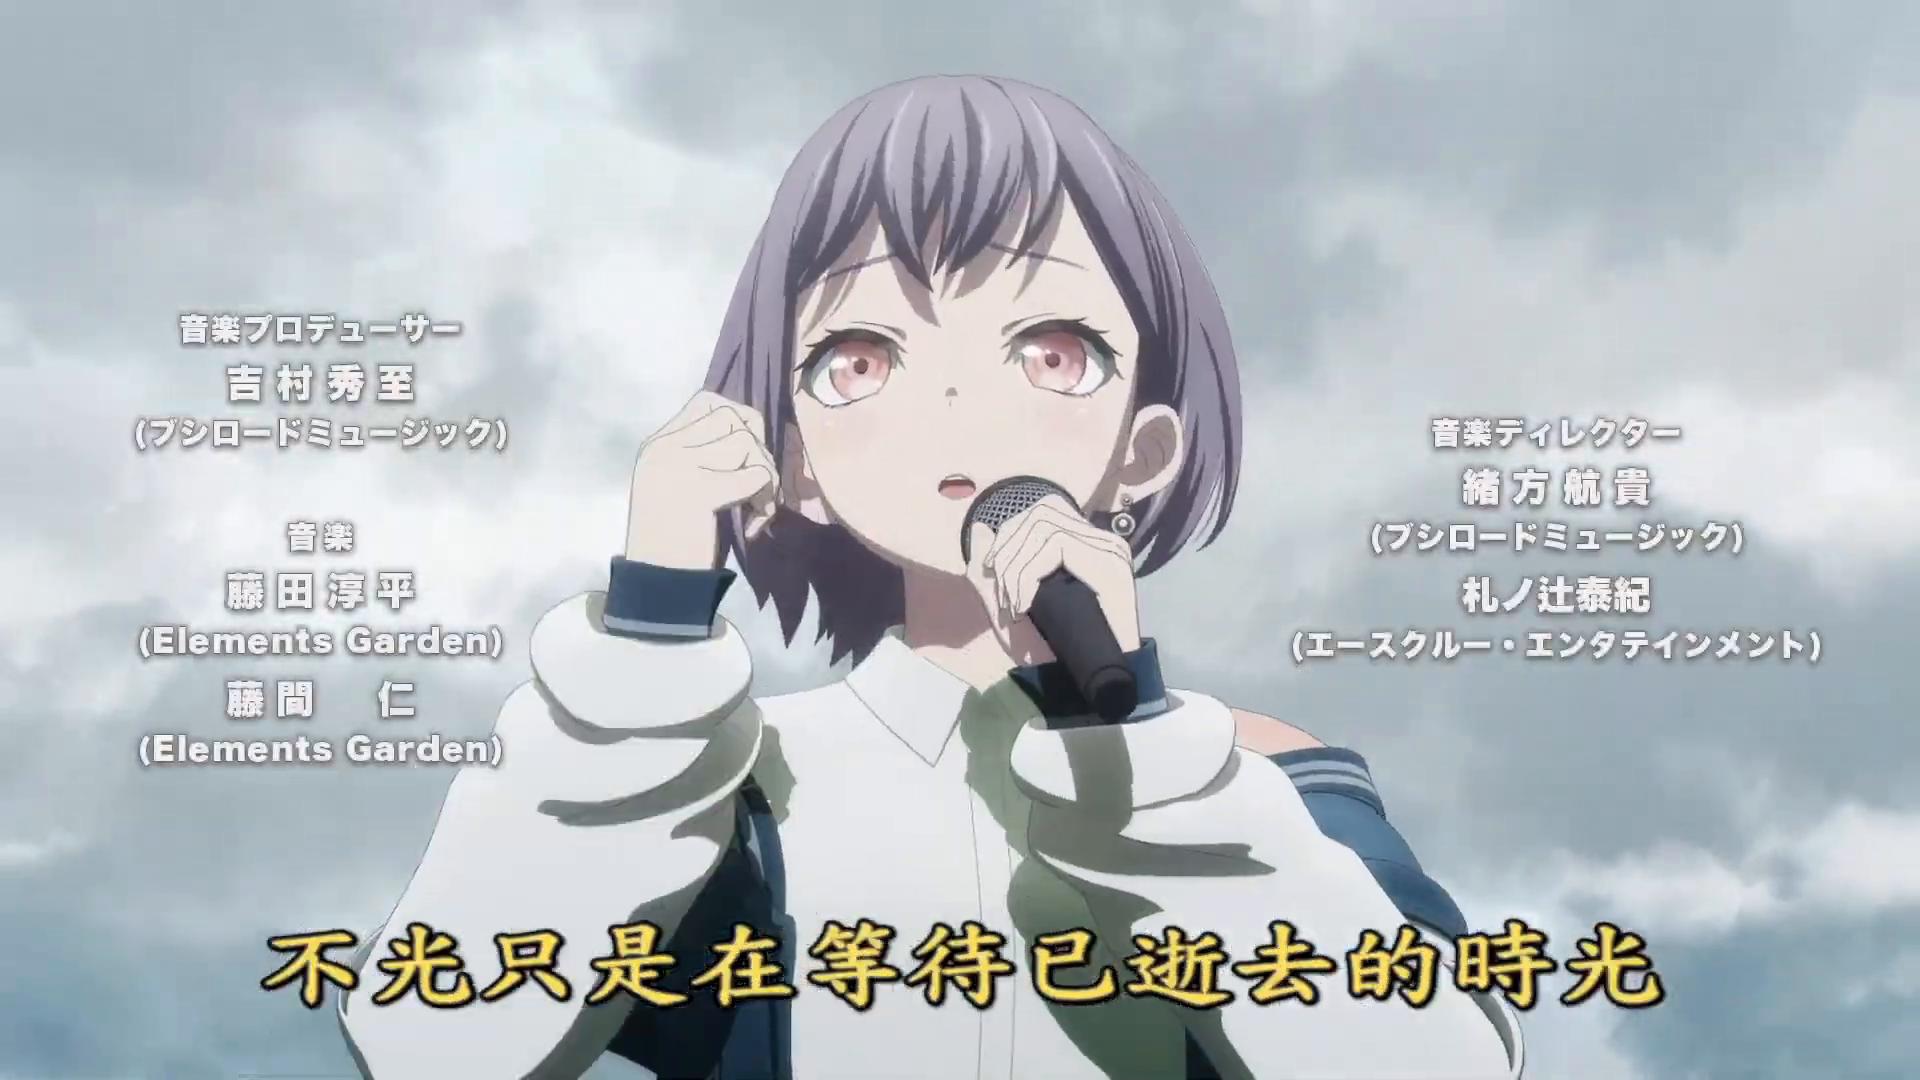 音楽プロデューサー
吉村秀至
(ブシロードミュージック)
音楽
藤田淳平
(Elements Garden)
藤間 仁
(Elements Garden)
音楽ディレクター
緒方航貴
(ブシロードミュージック)
札ノ辻泰紀
(エースクルー・エンタテインメント)
不光只是在等待已逝去的時光